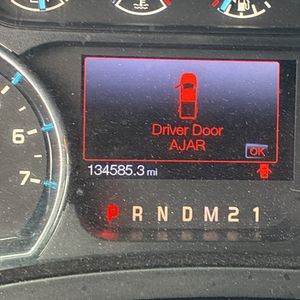 Driver Door
AJAR
OK
6
7
134585.3 mi
P R N D M 2 1